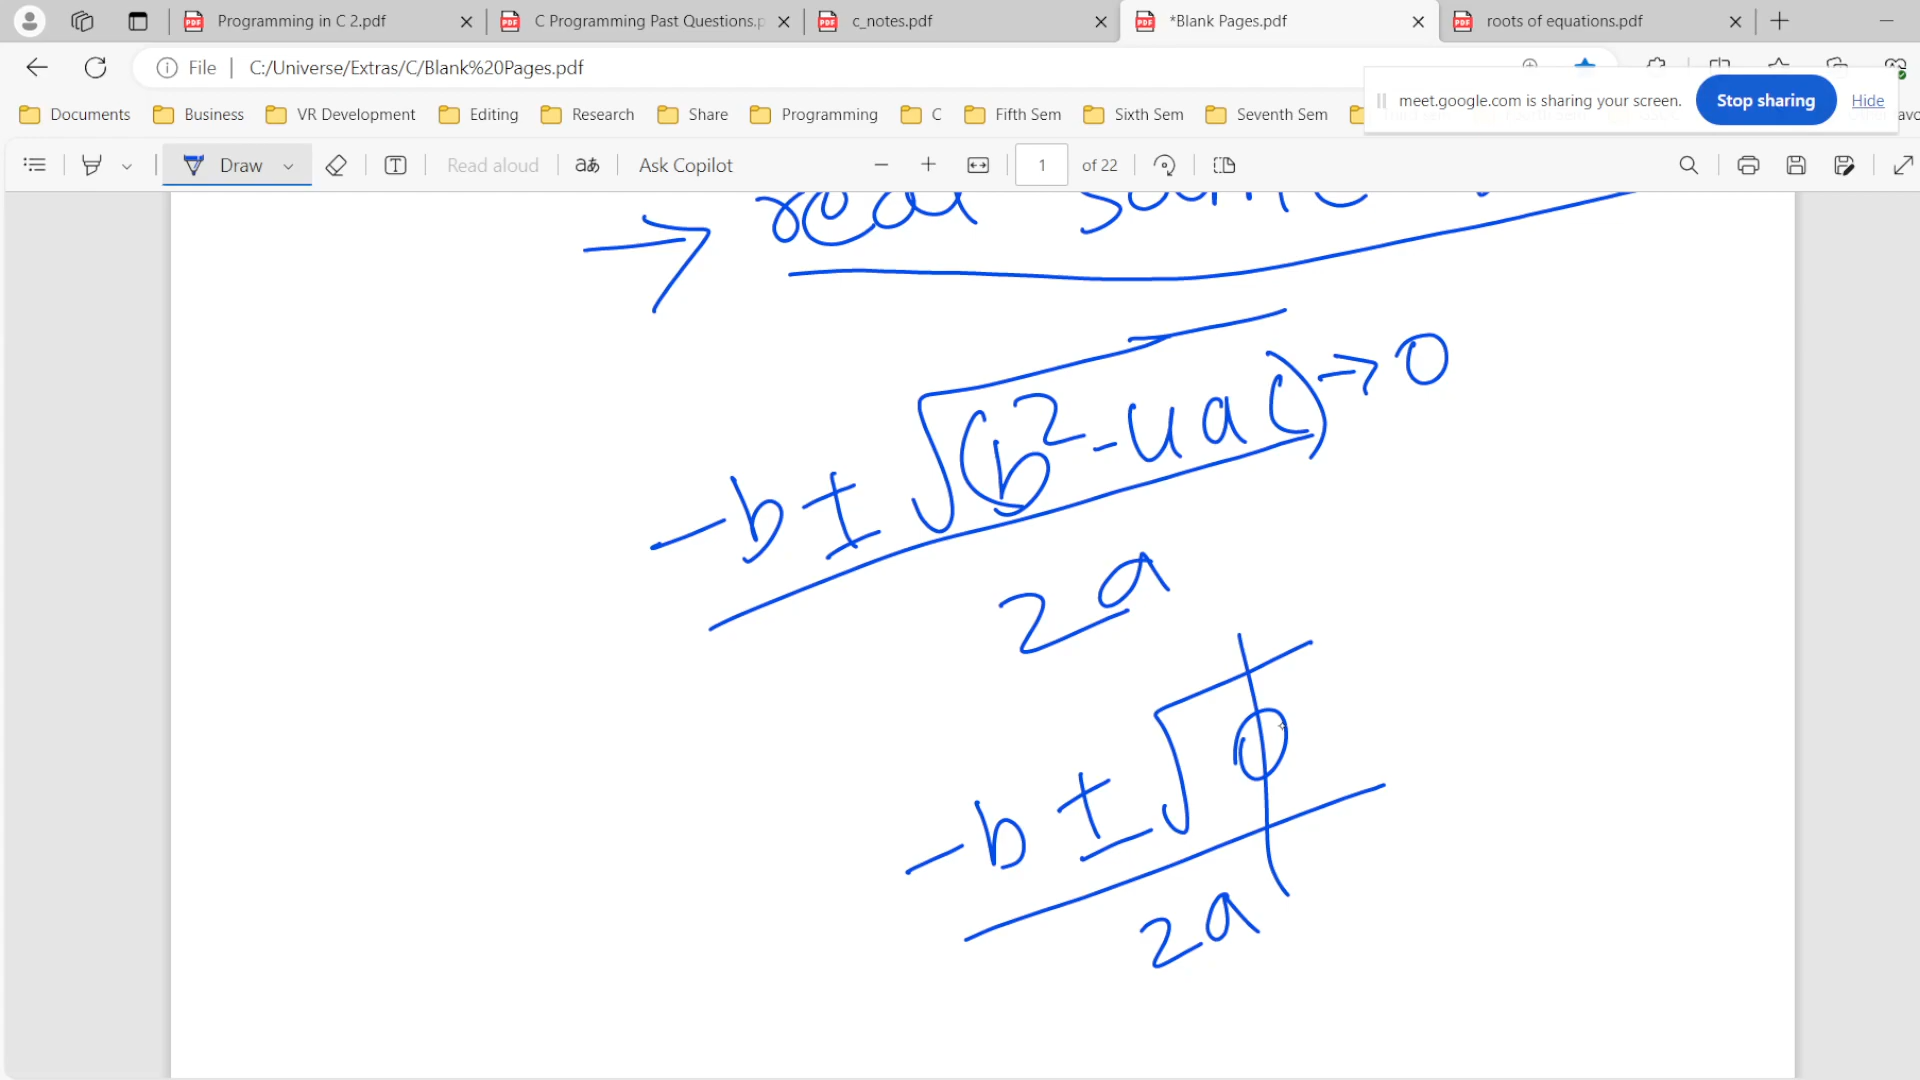 Programming in C 2.pdf
C Programming Past Questions.p
c_notes.pdf
*Blank Pages.pdf
roots of equations.pdf
File
C:/Universe/Extras/C/Blank%20Pages.pdf
meet.google.com is sharing your screen.
Stop sharing
Hide
Documents
Business
VR Development
Editing
Research
Share
Programming
C
Fifth Sem
Sixth Sem
Seventh Sem
Draw
Read aloud
aあ
Ask Copilot
1
of 22
→ real
-b ± √(b²-4ac) → 0
2a
-b ± √0
2a